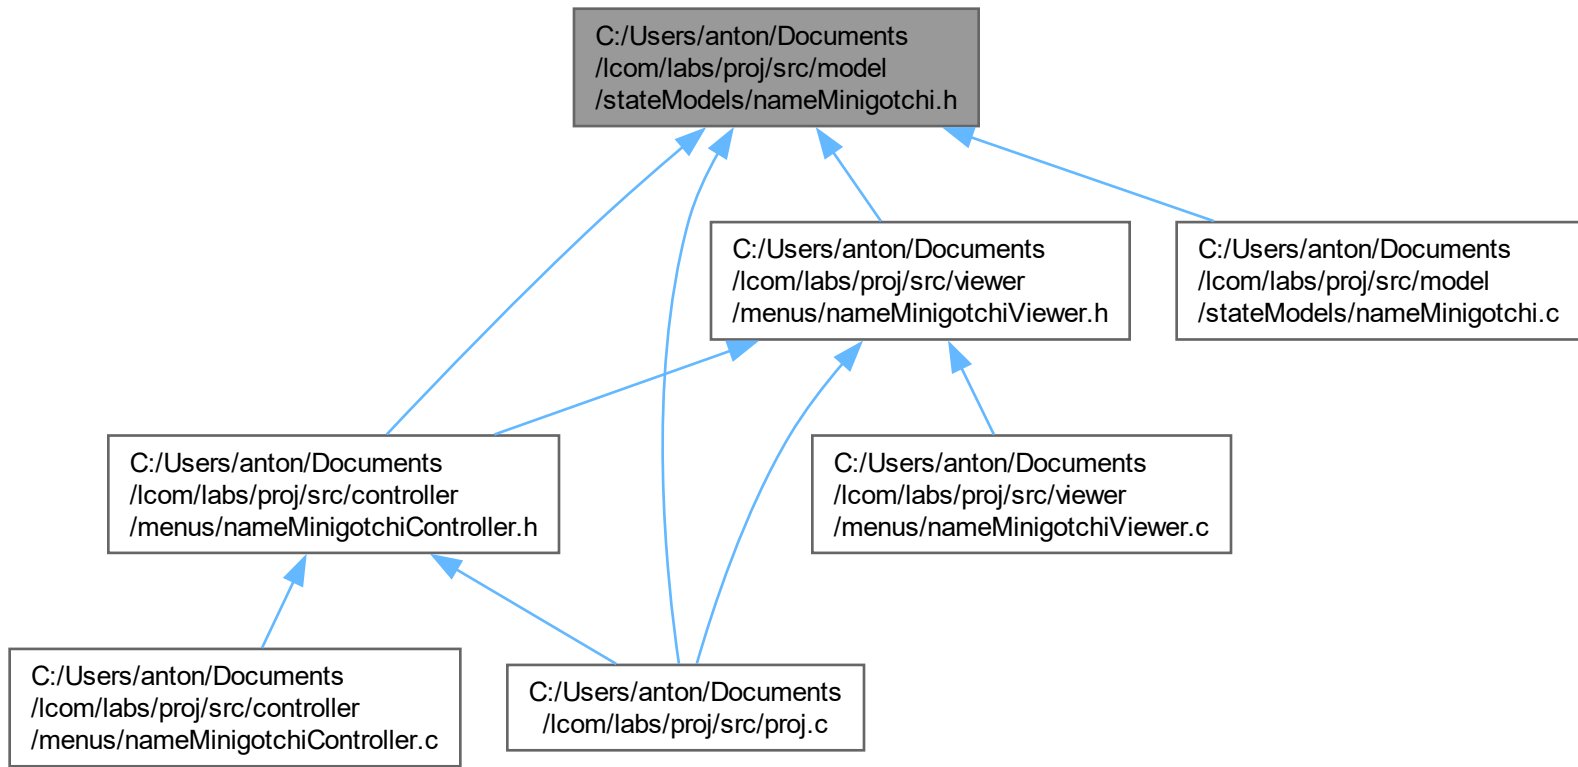 C:/Users/anton/Documents
/lcom/labs/proj/src/model
/stateModels/nameMinigotchi.h
C:/Users/anton/Documents
/lcom/labs/proj/src/viewer
/menus/nameMinigotchiViewer.h
C:/Users/anton/Documents
/lcom/labs/proj/src/model
/stateModels/nameMinigotchi.c
C:/Users/anton/Documents
/lcom/labs/proj/src/controller
/menus/nameMinigotchiController.h
C:/Users/anton/Documents
/lcom/labs/proj/src/viewer
/menus/nameMinigotchiViewer.c
C:/Users/anton/Documents
/lcom/labs/proj/src/controller
/menus/nameMinigotchiController.c
C:/Users/anton/Documents
/lcom/labs/proj/src/proj.c